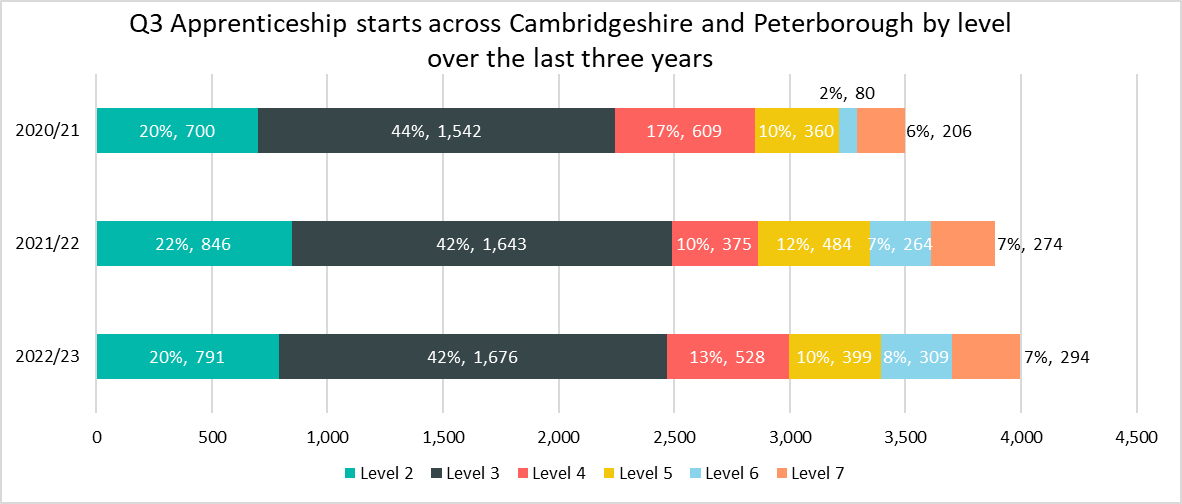 Q3 Apprenticeship starts across Cambridgeshire and Peterborough by level
over the last three years
2%, 80
2020/21 20%, 700 44%, 1,542 17%, 609 10%, 360 6%, 206
2021/22 22%, 846 42%, 1,643 10%, 375 12%, 484 7%, 264 7%, 274
2022/23 20%, 791 42%, 1,676 13%, 528 10%, 399 8%, 309 7%, 294
0 500 1,000 1,500 2,000 2,500 3,000 3,500 4,000 4,500
Level 2 Level 3 Level 4 Level 5 Level 6 Level 7